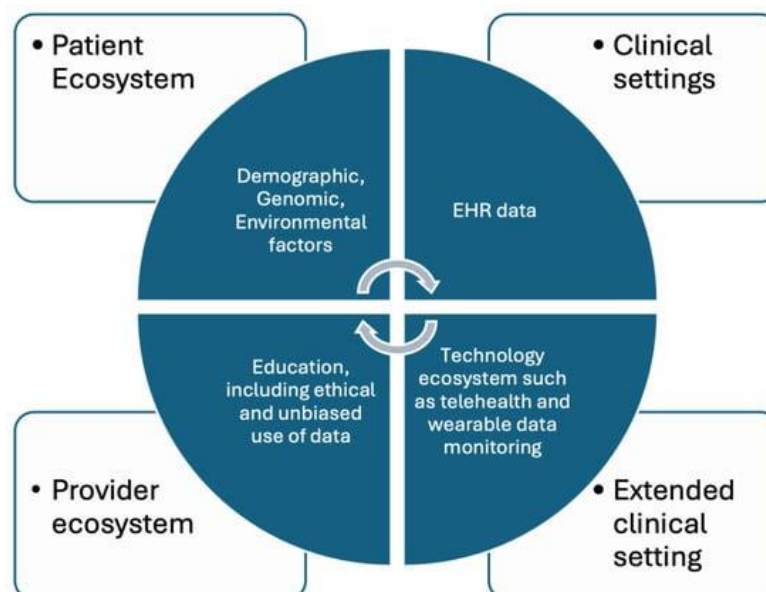 • Patient
Ecosystem
• Clinical
settings
Demographic,
Genomic,
Environmental
factors
EHR data
Education,
including ethical
and unbiased
use of data
Technology
ecosystem such
as telehealth and
wearable data
monitoring
• Provider
ecosystem
• Extended
clinical
setting